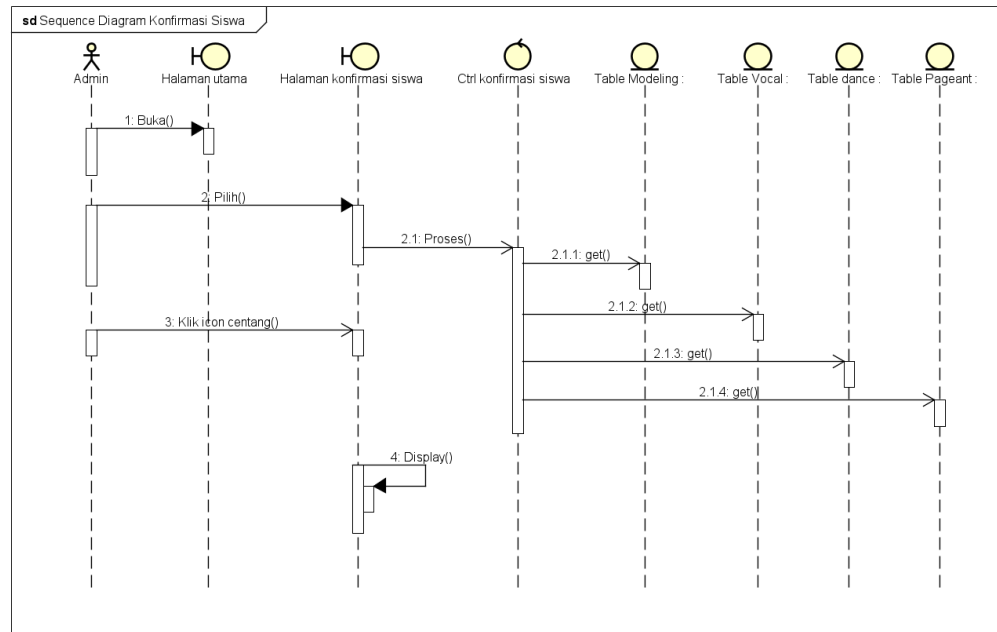 sd Sequence Diagram Konfirmasi Siswa
Admin
Halaman utama
Halaman konfirmasi siswa
Ctrl konfirmasi siswa
Table Modeling :
Table Vocal :
Table dance :
Table Pageant :
1: Buka()
2: Pilih()
2.1: Proses()
2.1.1: get()
2.1.2: get()
3: Klik icon centang()
2.1.3: get()
2.1.4: get()
4: Display()